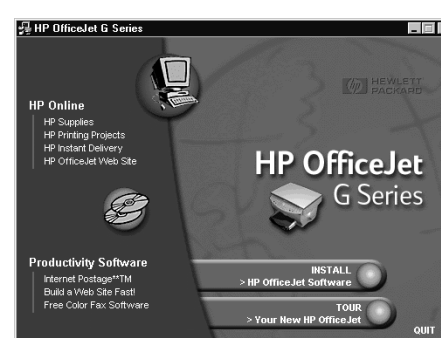 HP OfficeJet G Series
HEWLETT
PACKARD
HP Online
HP Supplies
HP Printing Projects
HP Instant Delivery
HP OfficeJet Web Site
HP OfficeJet
G Series
Productivity Software
Internet Postage**TM
Build a Web Site Fast!
Free Color Fax Software
INSTALL
> HP OfficeJet Software
TOUR
> Your New HP OfficeJet
QUIT